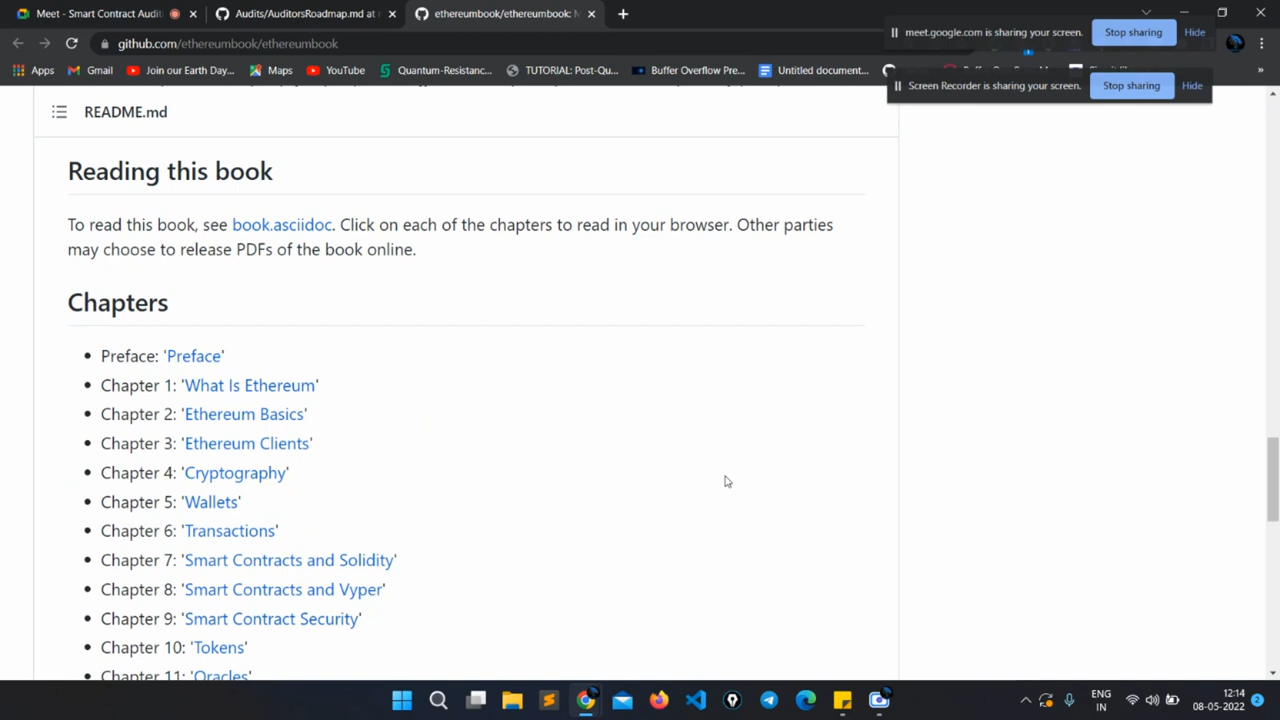 Meet - Smart Contract Audit
Audits/AuditorsRoadmap.md at m
ethereumbook/ethereumbook: M
github.com/ethereumbook/ethereumbook
meet.google.com is sharing your screen.
Stop sharing
Hide
Apps
Gmail
Join our Earth Day...
Maps
YouTube
Quantum-Resistanc...
TUTORIAL: Post-Qu...
Buffer Overflow Pre...
Untitled document...
Screen Recorder is sharing your screen.
Stop sharing
Hide
README.md
Reading this book
To read this book, see book.asciidoc. Click on each of the chapters to read in your browser. Other parties
may choose to release PDFs of the book online.
Chapters
Preface: 'Preface'
Chapter 1: 'What Is Ethereum'
Chapter 2: 'Ethereum Basics'
Chapter 3: 'Ethereum Clients'
Chapter 4: 'Cryptography'
Chapter 5: 'Wallets'
Chapter 6: 'Transactions'
Chapter 7: 'Smart Contracts and Solidity'
Chapter 8: 'Smart Contracts and Vyper'
Chapter 9: 'Smart Contract Security'
Chapter 10: 'Tokens'
Chapter 11: 'Oracles'
ENG
IN
12:14
08-05-2022
2